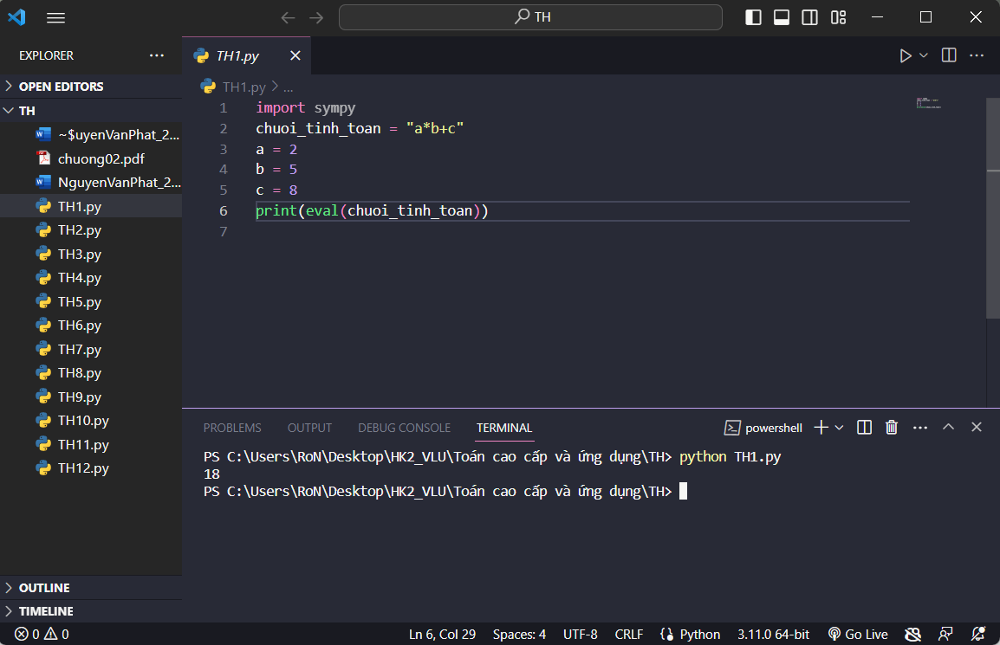 TH
EXPLORER
TH1.py
OPEN EDITORS
TH
~$uyenVanPhat_2...
chuong02.pdf
NguyenVanPhat_2...
TH1.py
TH2.py
TH3.py
TH4.py
TH5.py
TH6.py
TH7.py
TH8.py
TH9.py
TH10.py
TH11.py
TH12.py
OUTLINE
TIMELINE
TH1.py > ...
1 import sympy
2 chuoi_tinh_toan = "a*b+c"
3 a = 2
4 b = 5
5 c = 8
6 print(eval(chuoi_tinh_toan))
7
PROBLEMS OUTPUT DEBUG CONSOLE TERMINAL powershell
PS C:\Users\RoN\Desktop\HK2_VLU\Toán cao cấp và ứng dụng\TH> python TH1.py
18
PS C:\Users\RoN\Desktop\HK2_VLU\Toán cao cấp và ứng dụng\TH>
0 0 Ln 6, Col 29 Spaces: 4 UTF-8 CRLF Python 3.11.0 64-bit Go Live